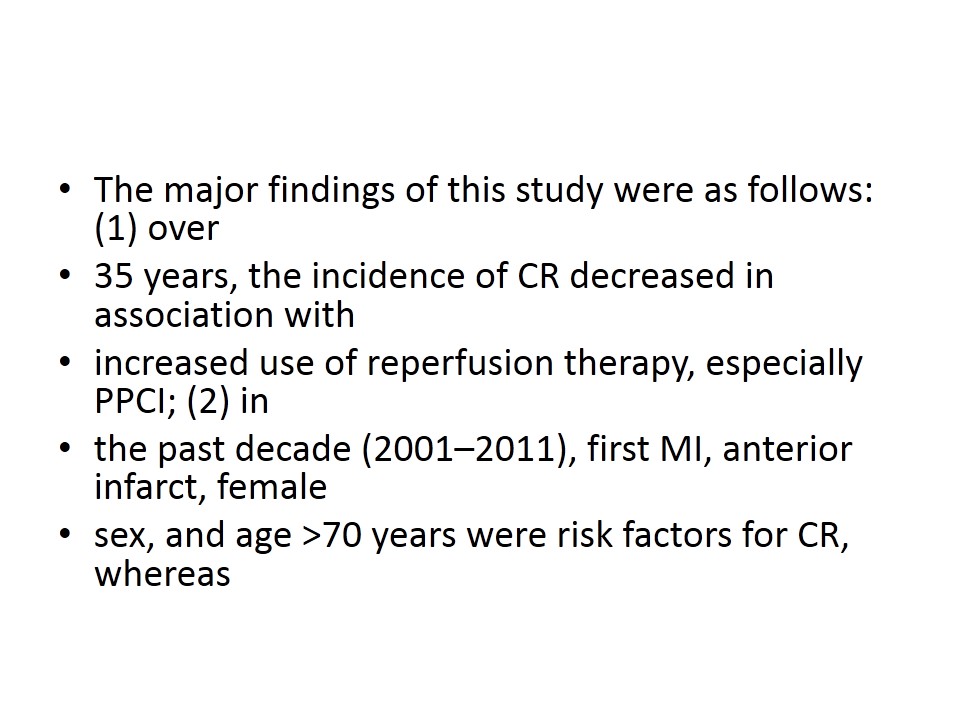 • The major findings of this study were as follows:
(1) over
• 35 years, the incidence of CR decreased in
association with
• increased use of reperfusion therapy, especially
PPCI; (2) in
• the past decade (2001–2011), first MI, anterior
infarct, female
• sex, and age >70 years were risk factors for CR,
whereas